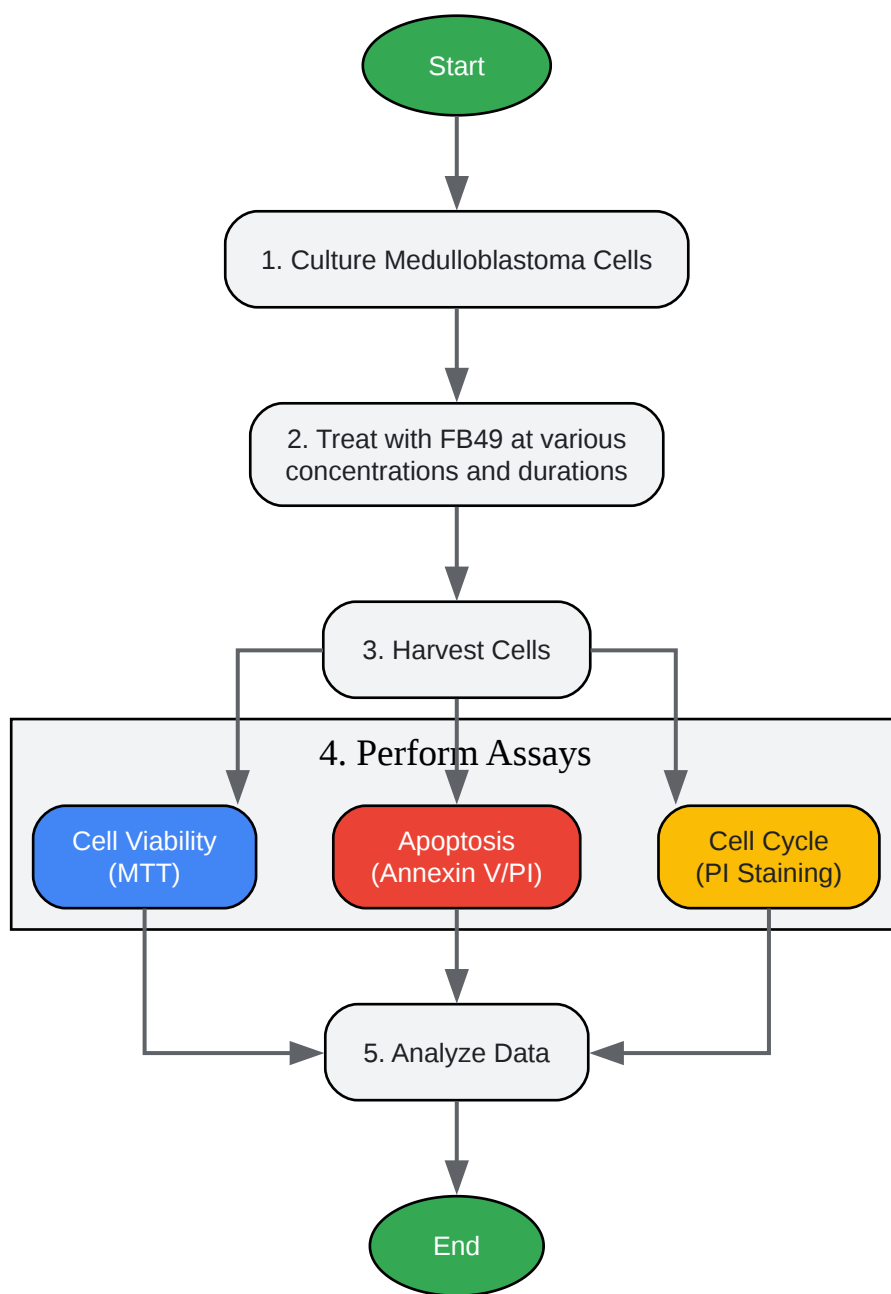 Start
1. Culture Medulloblastoma Cells
2. Treat with FB49 at various
concentrations and durations
3. Harvest Cells
4. Perform Assays
Cell Viability
(MTT)
Apoptosis
(Annexin V/PI)
Cell Cycle
(PI Staining)
5. Analyze Data
End